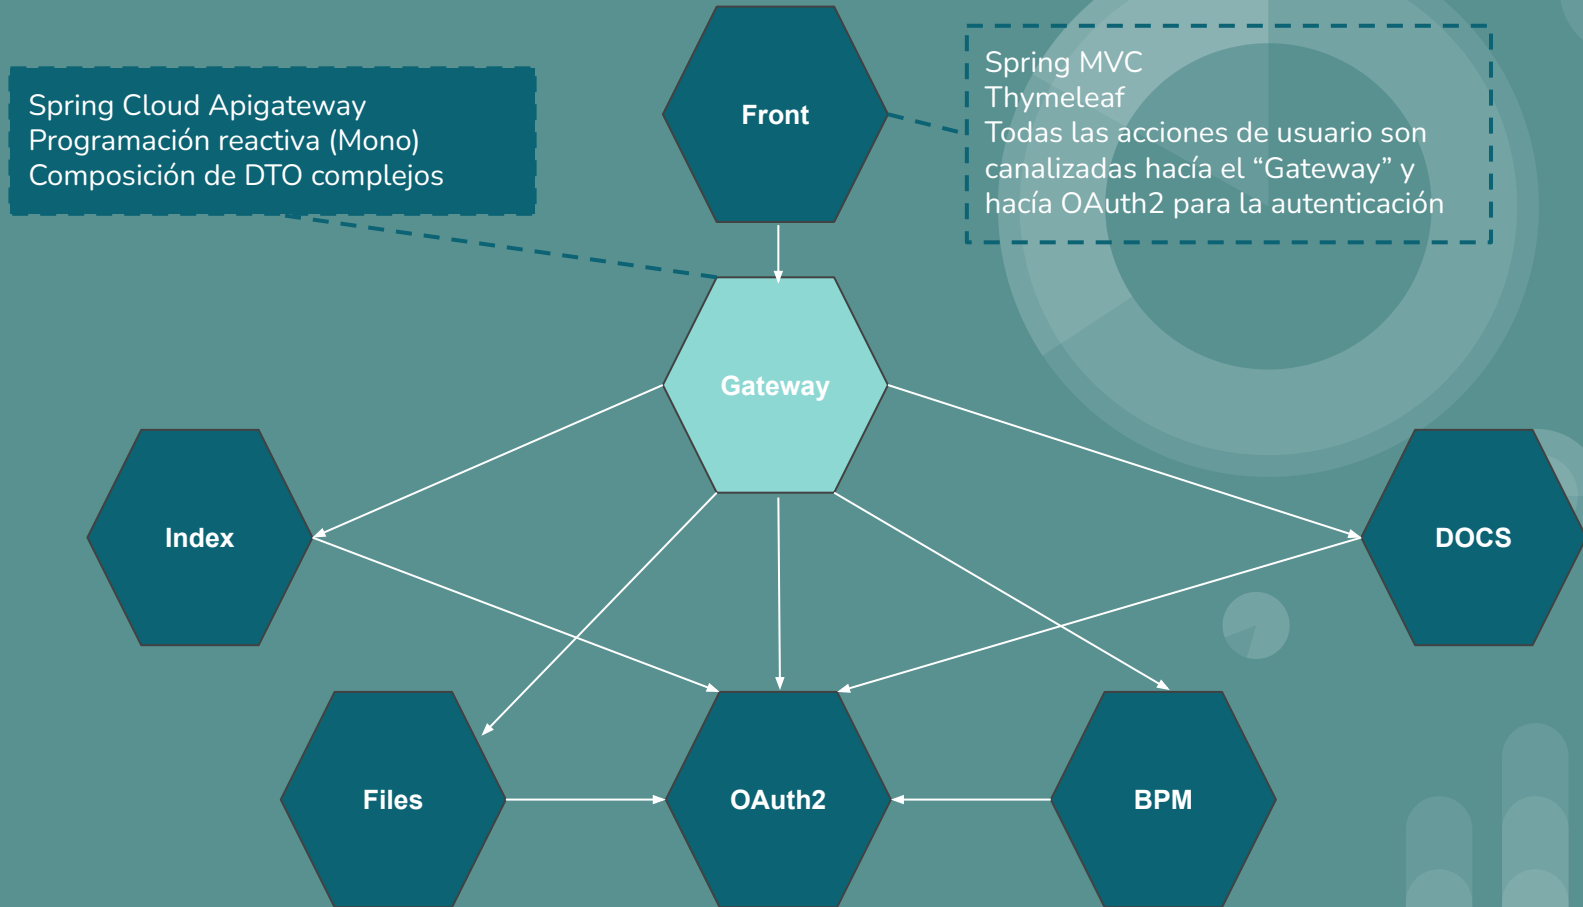 Front
Spring Cloud Apigateway
Programación reactiva (Mono)
Composición de DTO complejos
Spring MVC
Thymeleaf
Todas las acciones de usuario son
canalizadas hacía el “Gateway” y
hacía OAuth2 para la autenticación
Gateway
Index
DOCS
Files
OAuth2
BPM